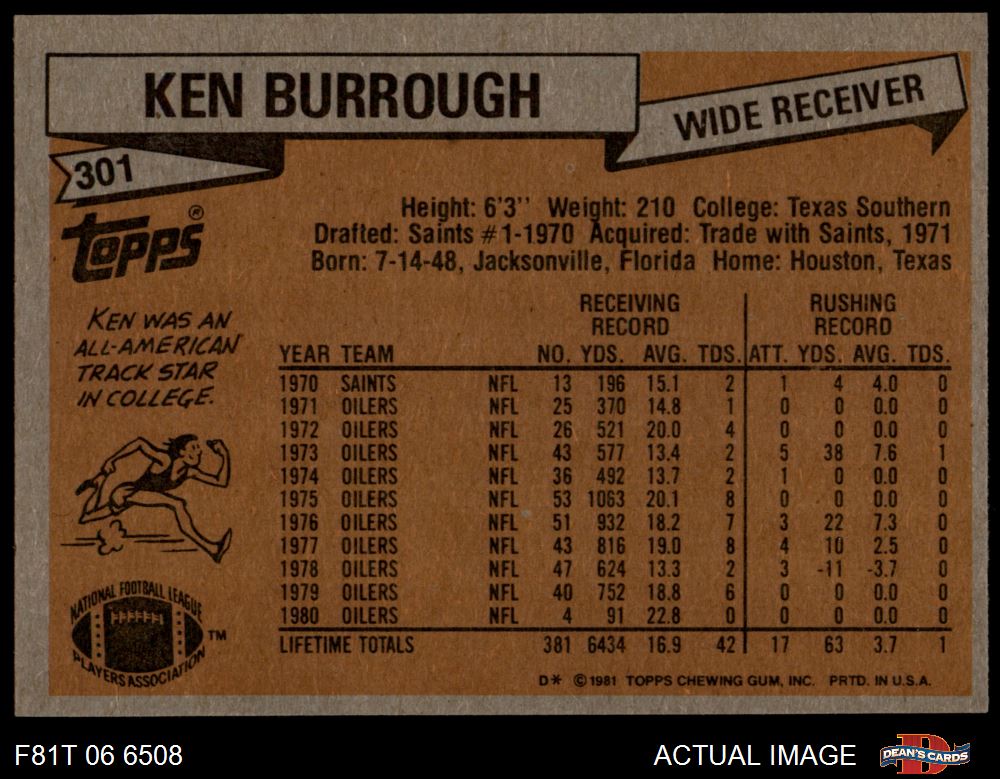 KEN BURROUGH
WIDE RECEIVER
301
Topps®
Height: 6'3'' Weight: 210 College: Texas Southern
Drafted: Saints #1-1970 Acquired: Trade with Saints, 1971
Born: 7-14-48, Jacksonville, Florida Home: Houston, Texas
KEN WAS AN
ALL-AMERICAN
TRACK STAR
IN COLLEGE.
RECEIVING RUSHING
RECORD RECORD
YEAR TEAM NO. YDS. AVG. TDS. ATT. YDS. AVG. TDS.
1970 SAINTS NFL 13 196 15.1 2 1 4 4.0 0
1971 OILERS NFL 25 370 14.8 1 0 0 0.0 0
1972 OILERS NFL 26 521 20.0 4 0 0 0.0 0
1973 OILERS NFL 43 577 13.4 2 5 38 7.6 1
1974 OILERS NFL 36 492 13.7 2 1 0 0.0 0
1975 OILERS NFL 53 1063 20.1 8 0 0 0.0 0
1976 OILERS NFL 51 932 18.2 7 3 22 7.3 0
1977 OILERS NFL 43 816 19.0 8 4 10 2.5 0
1978 OILERS NFL 47 624 13.3 2 3 -11 -3.7 0
1979 OILERS NFL 40 752 18.8 6 0 0 0.0 0
1980 OILERS NFL 4 91 22.8 0 0 0 0.0 0
LIFETIME TOTALS 381 6434 16.9 42 17 63 3.7 1
NATIONAL FOOTBALL LEAGUE
PLAYERS ASSOCIATION ™
D* ©1981 TOPPS CHEWING GUM, INC. PRTD. IN U.S.A.
F81T 06 6508
ACTUAL IMAGE
DEAN'S CARDS